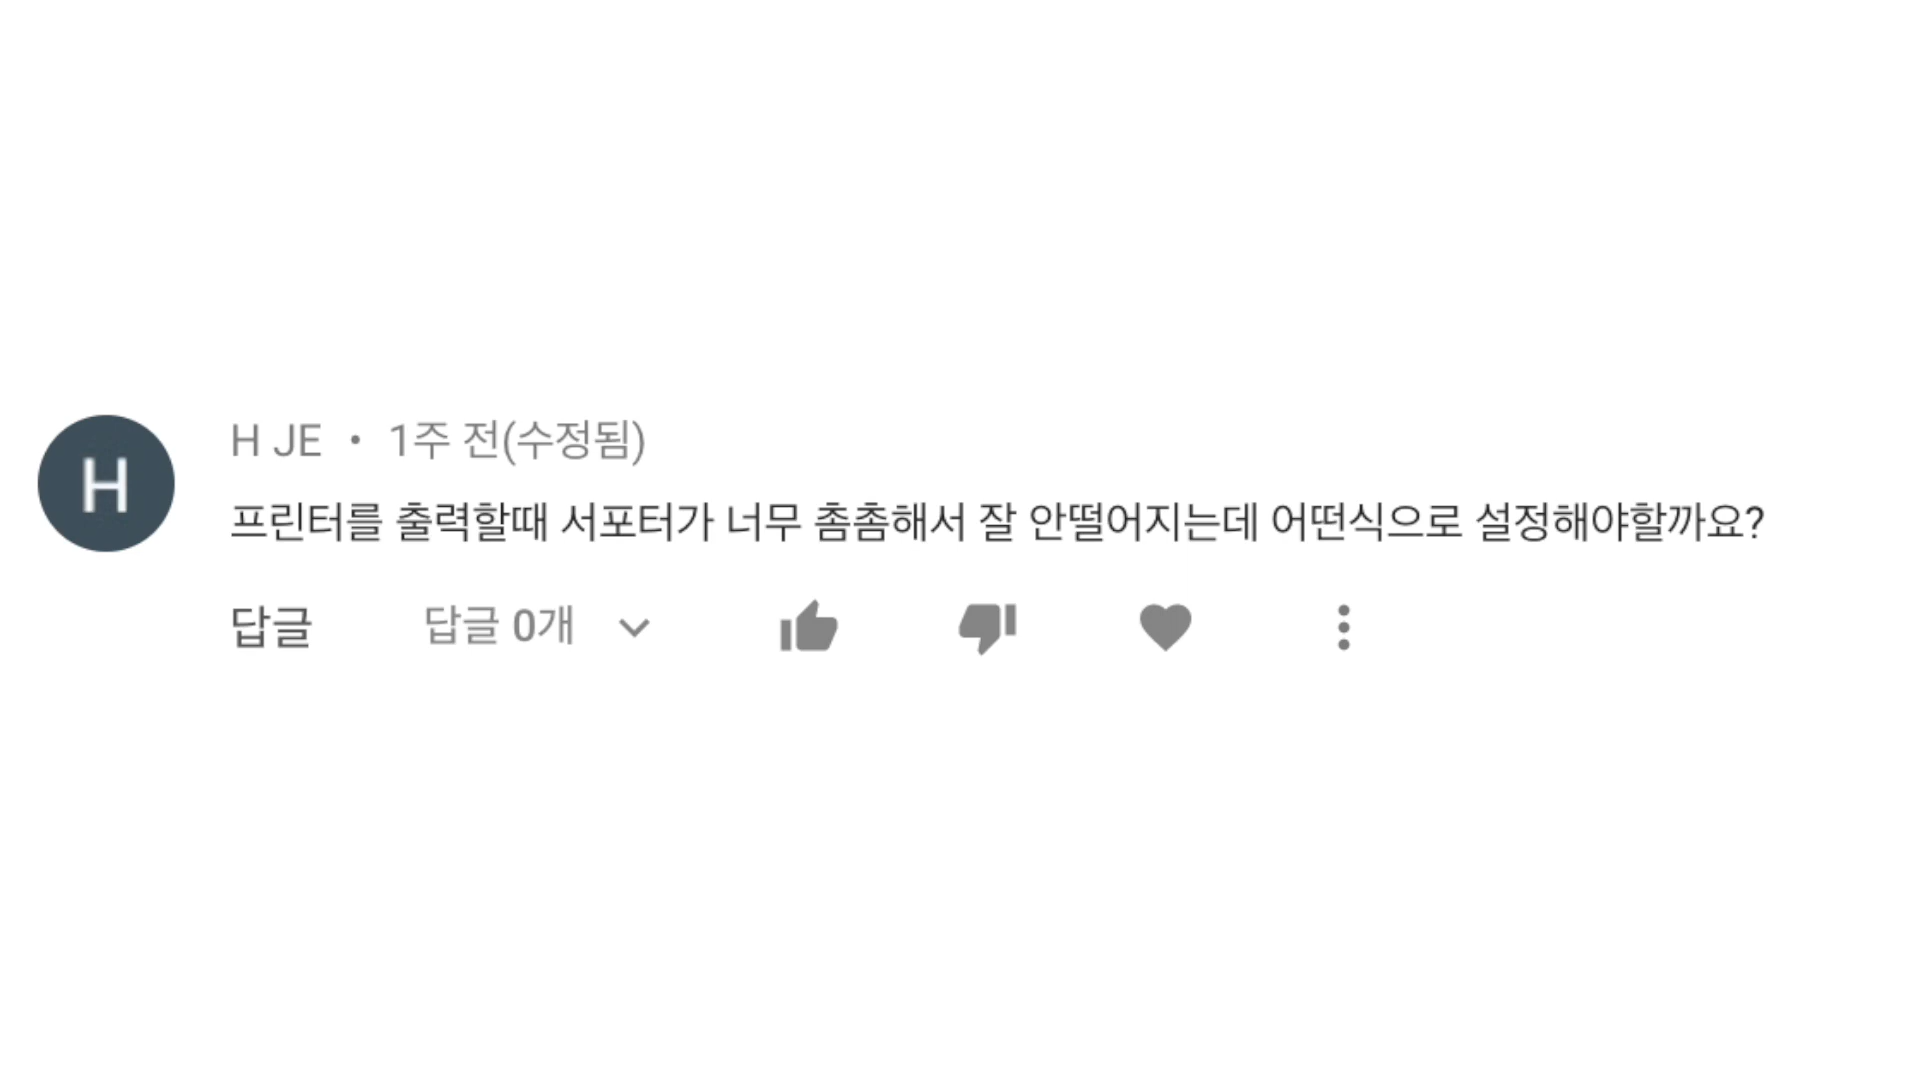 H
H JE • 1주 전(수정됨)
프린터를 출력할때 서포터가 너무 촘촘해서 잘 안떨어지는데 어떤식으로 설정해야할까요?
답글 답글 0개